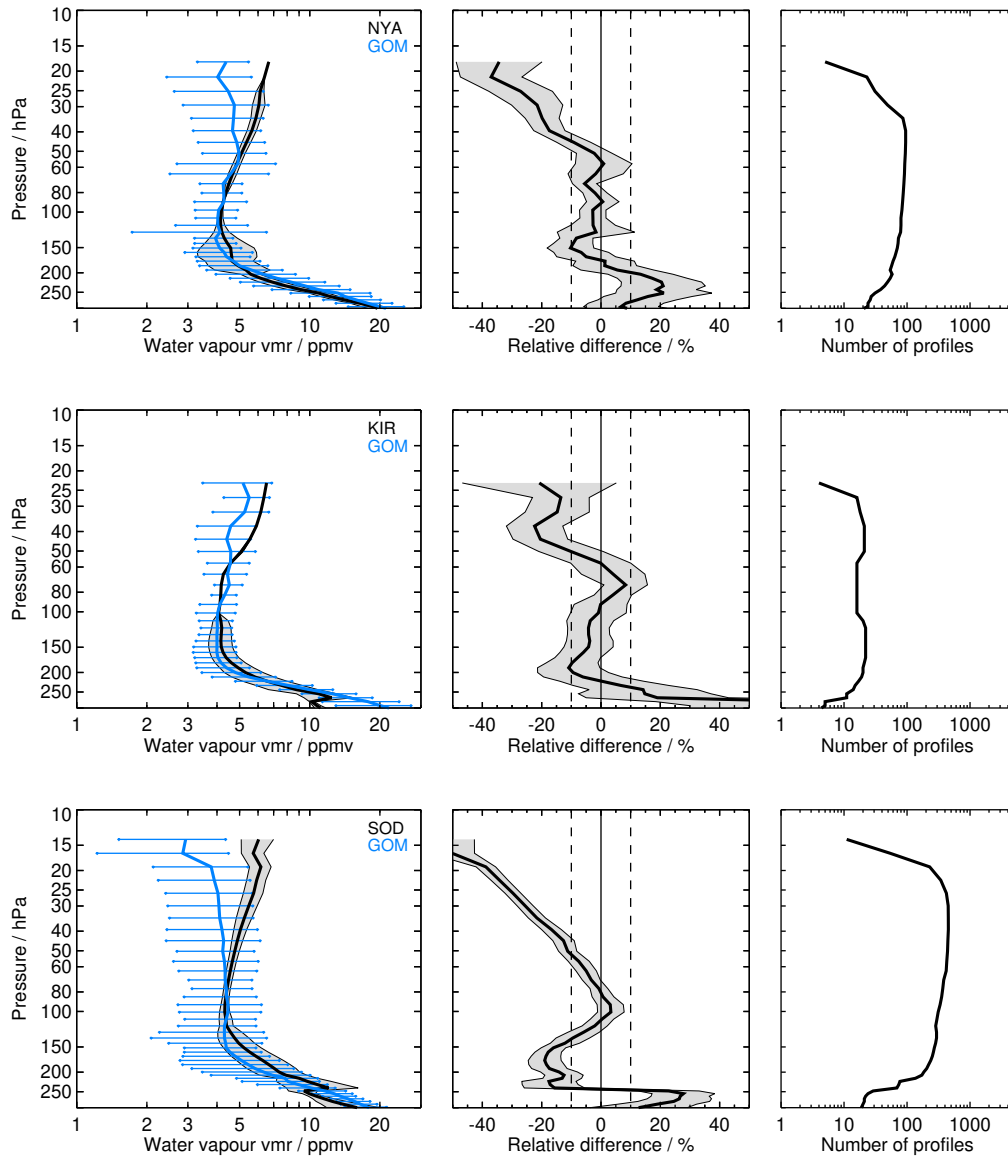 NYA
GOM
Pressure / hPa
10
15
20
25
30
40
50
60
80
100
150
200
250
1 2 3 4 5 10 20
Water vapour vmr / ppmv
-40 -20 0 20 40
Relative difference / %
1 10 100 1000
Number of profiles
KIR
GOM
Pressure / hPa
10
15
20
25
30
40
50
60
80
100
150
200
250
1 2 3 4 5 10 20
Water vapour vmr / ppmv
-40 -20 0 20 40
Relative difference / %
1 10 100 1000
Number of profiles
SOD
GOM
Pressure / hPa
10
15
20
25
30
40
50
60
80
100
150
200
250
1 2 3 4 5 10 20
Water vapour vmr / ppmv
-40 -20 0 20 40
Relative difference / %
1 10 100 1000
Number of profiles